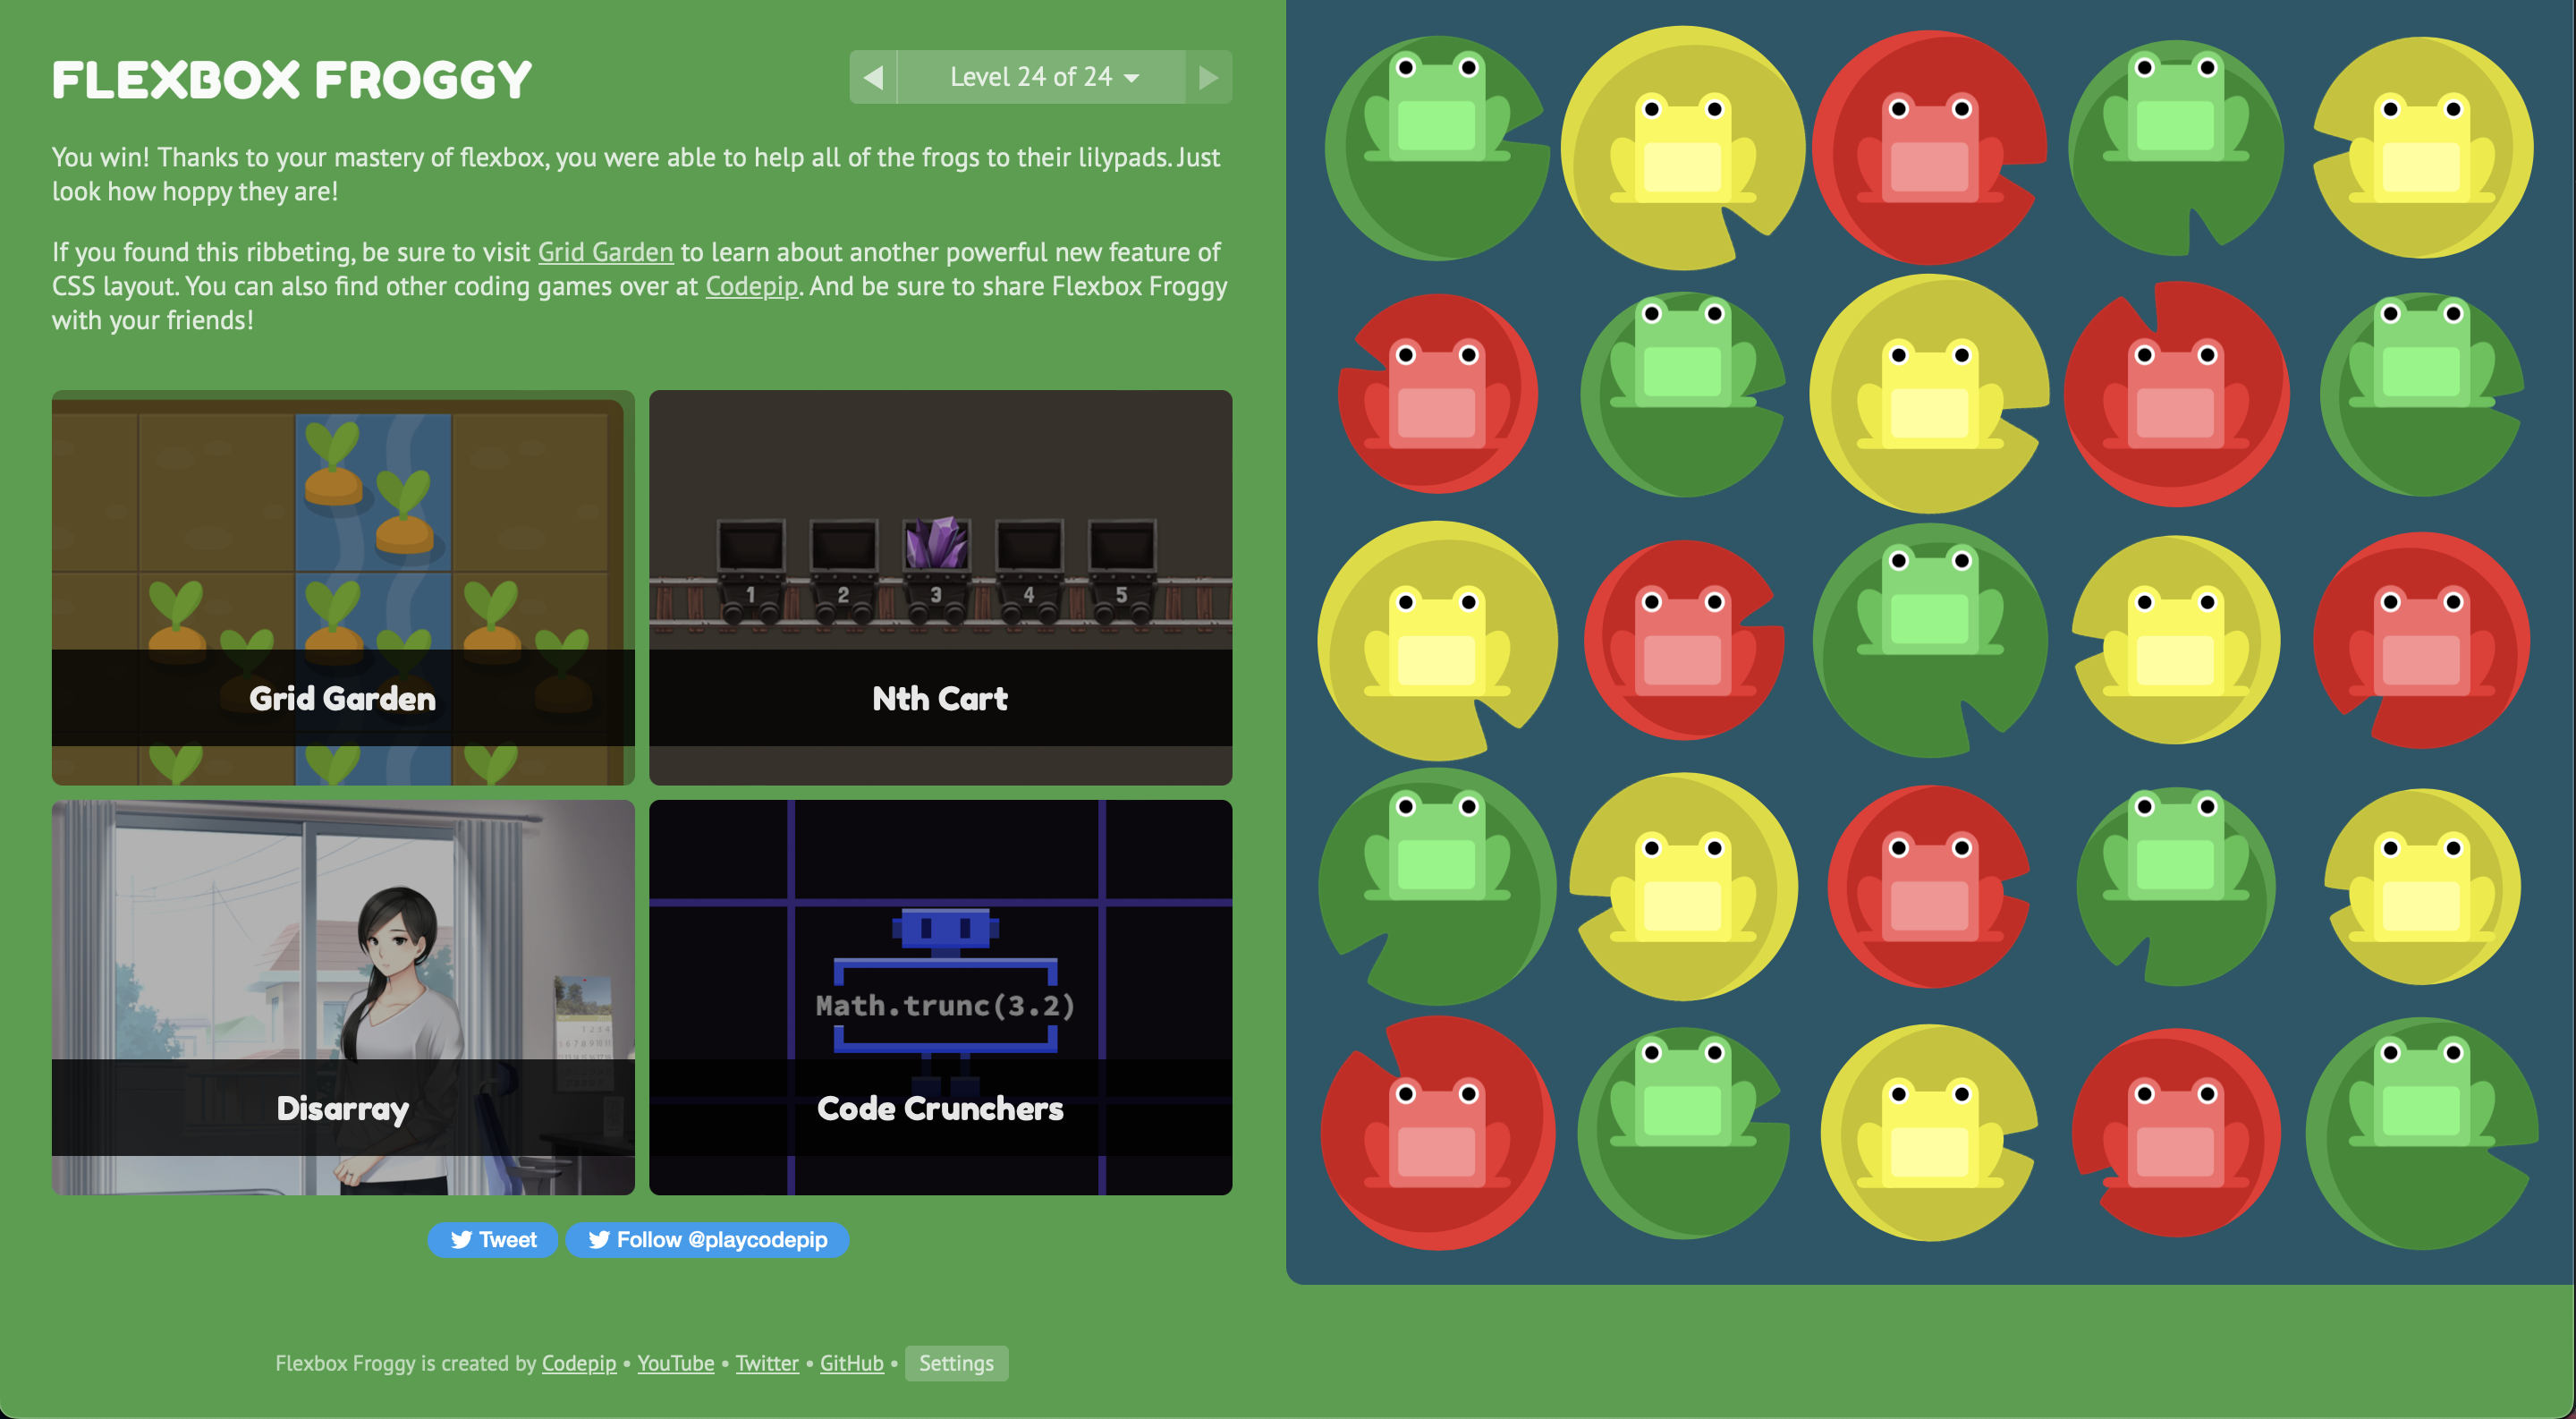 FLEXBOX FROGGY
Level 24 of 24
You win! Thanks to your mastery of flexbox, you were able to help all of the frogs to their lilypads. Just
look how hoppy they are!
If you found this ribbeting, be sure to visit Grid Garden to learn about another powerful new feature of
CSS layout. You can also find other coding games over at Codepip. And be sure to share Flexbox Froggy
with your friends!
1 2 3 4 5
Grid Garden
Nth Cart
Math.trunc(3.2)
Disarray
Code Crunchers
Tweet
Follow @playcodepip
Flexbox Froggy is created by Codepip • YouTube • Twitter • GitHub • Settings